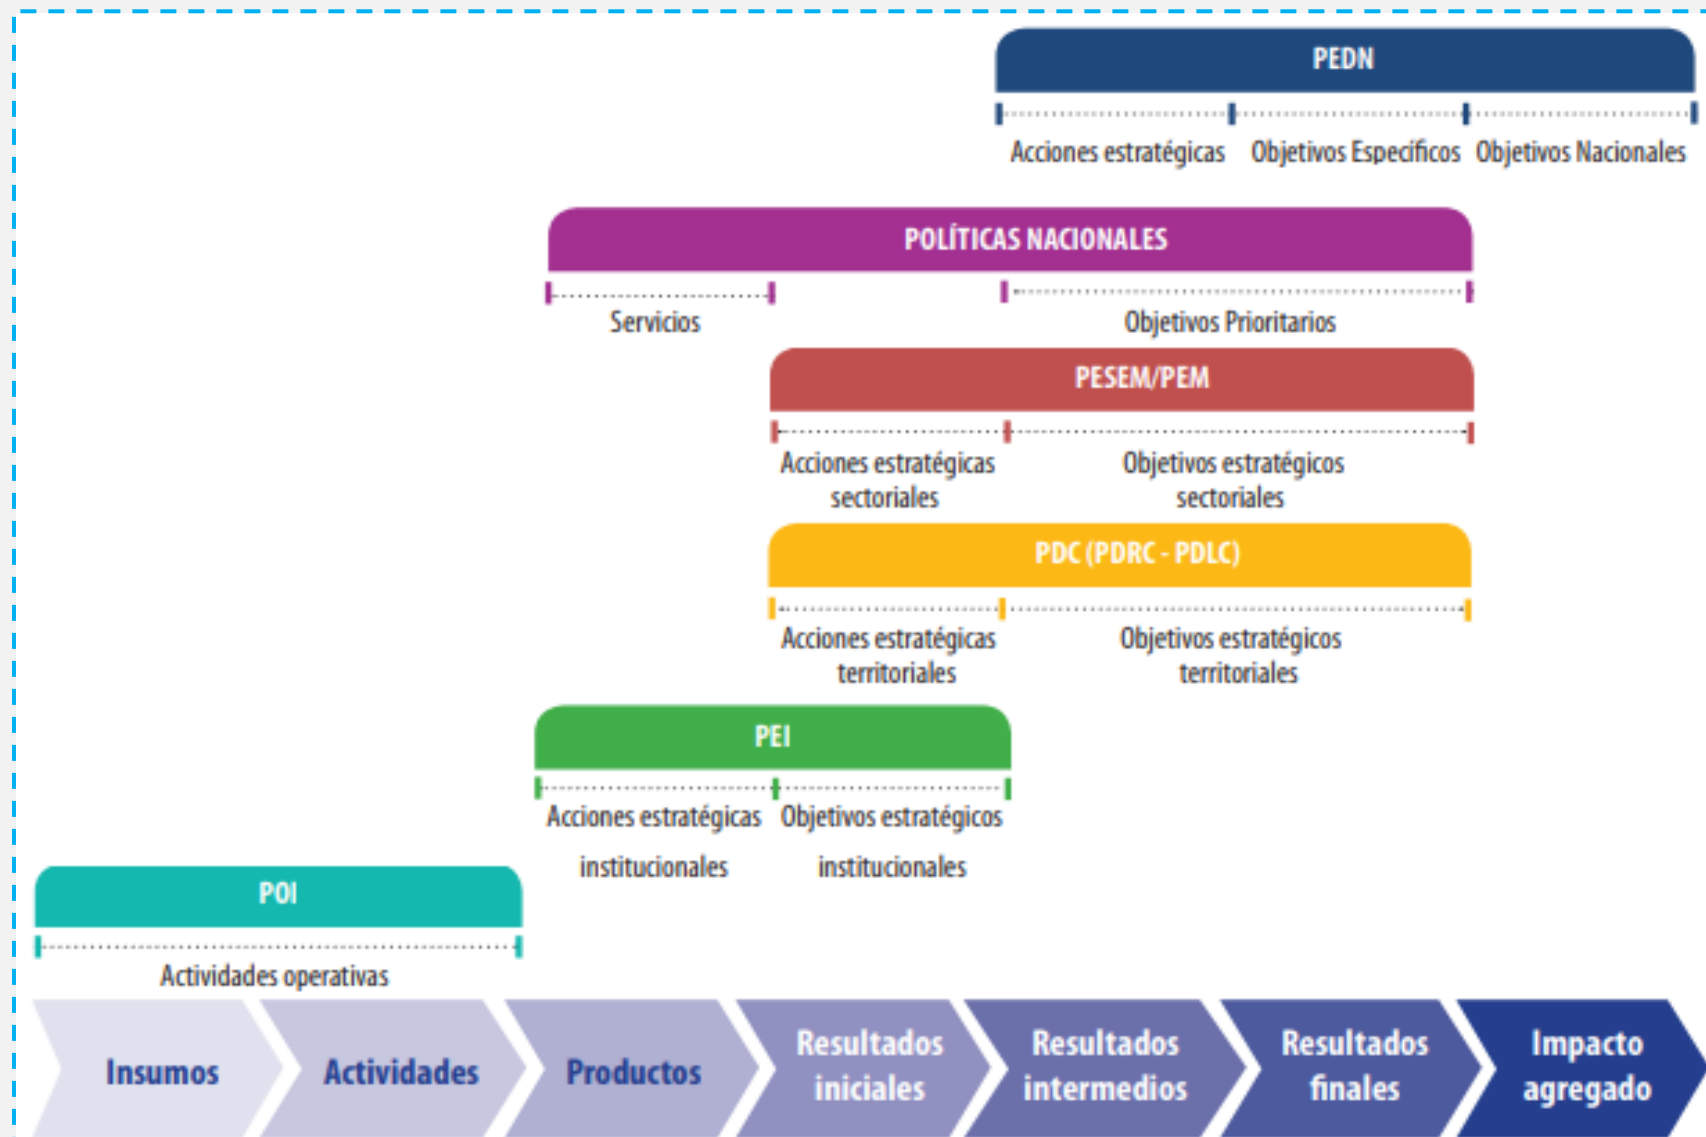 PEDN
Acciones estratégicas Objetivos Específicos Objetivos Nacionales
POLÍTICAS NACIONALES
Servicios Objetivos Prioritarios
PESEM/PEM
Acciones estratégicas Objetivos estratégicos
sectoriales sectoriales
PDC (PDRC - PDLC)
Acciones estratégicas Objetivos estratégicos
territoriales territoriales
PEI
Acciones estratégicas Objetivos estratégicos
institucionales institucionales
POI
Actividades operativas
Insumos Actividades Productos Resultados Resultados Resultados Impacto
iniciales intermedios finales agregado